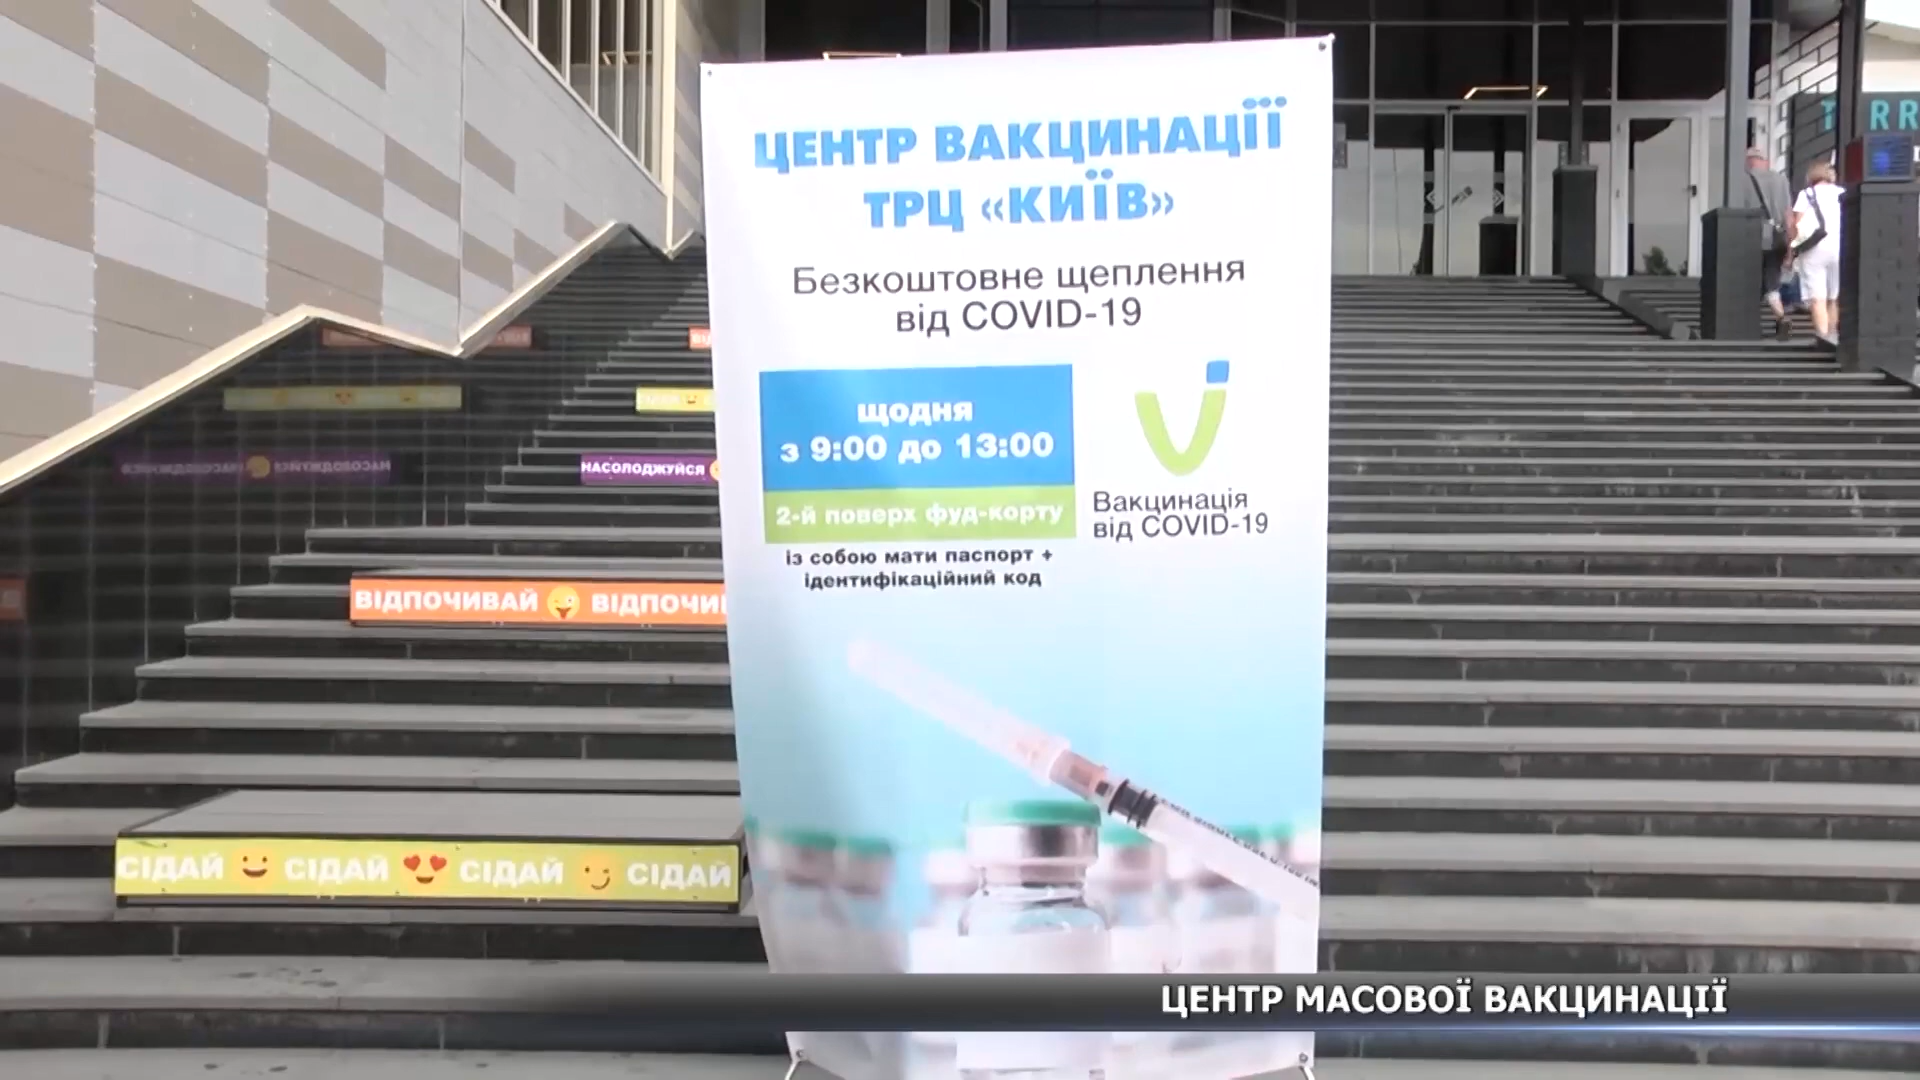 ЦЕНТР ВАКЦИНАЦІЇ
ТРЦ «КИЇВ»
Безкоштовне щеплення
від COVID-19
щодня
з 9:00 до 13:00
2-й поверх фуд-корту
із собою мати паспорт +
ідентифікаційний код
Вакцинація
від COVID-19
НАСОЛОДЖУЙСЯ
ВІДПОЧИВАЙ 😜 ВІДПОЧИ
СІДАЙ 😀 СІДАЙ 😍 СІДАЙ 😉 СІДАЙ
ЦЕНТР МАСОВОЇ ВАКЦИНАЦІЇ